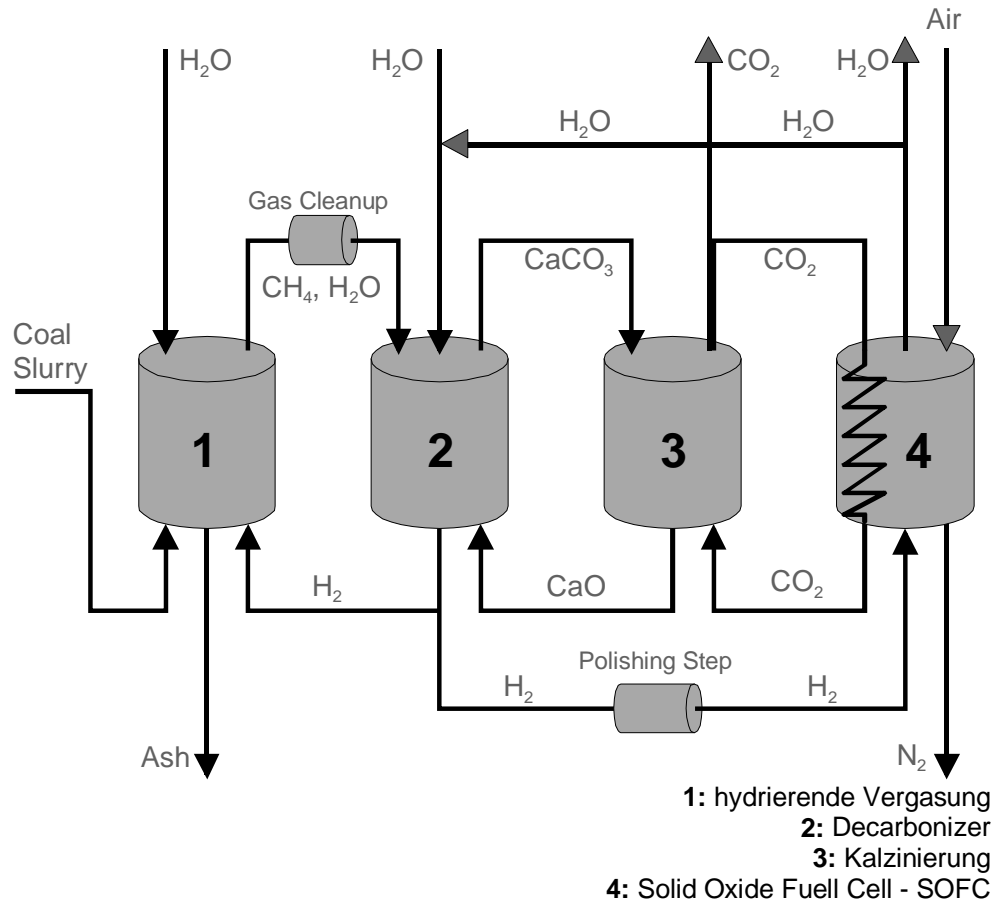 Air
H₂O
H₂O
CO₂
H₂O
H₂O
H₂O
Gas Cleanup
CaCO₃
CO₂
CH₄, H₂O
Coal
Slurry
1
2
3
4
H₂
CaO
CO₂
Polishing Step
H₂
H₂
Ash
N₂
1: hydrierende Vergasung
2: Decarbonizer
3: Kalzinierung
4: Solid Oxide Fuell Cell - SOFC